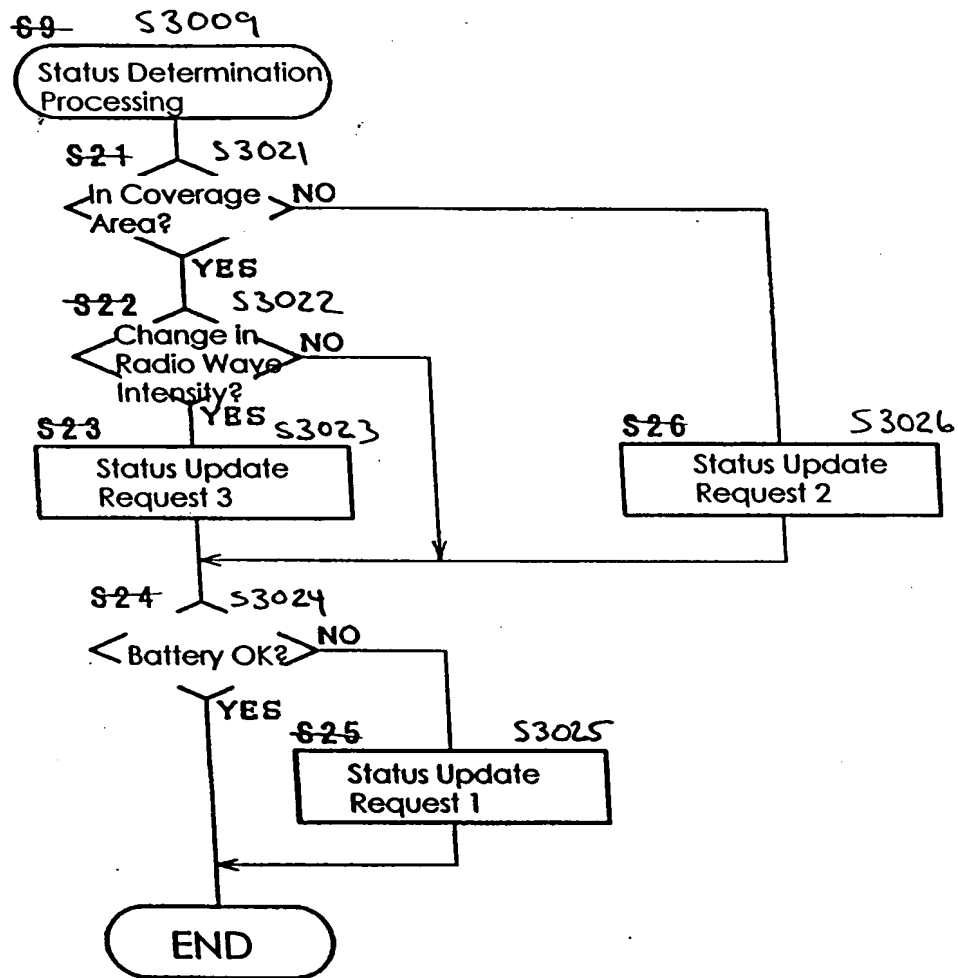 S9 S3009
Status Determination
Processing
S21 S3021
In Coverage
Area?
NO
YES
S22 S3022
Change in
Radio Wave
Intensity?
NO
YES
S23 S3023
Status Update
Request 3
S26 S3026
Status Update
Request 2
S24 S3024
Battery OK?
NO
YES
S25 S3025
Status Update
Request 1
END